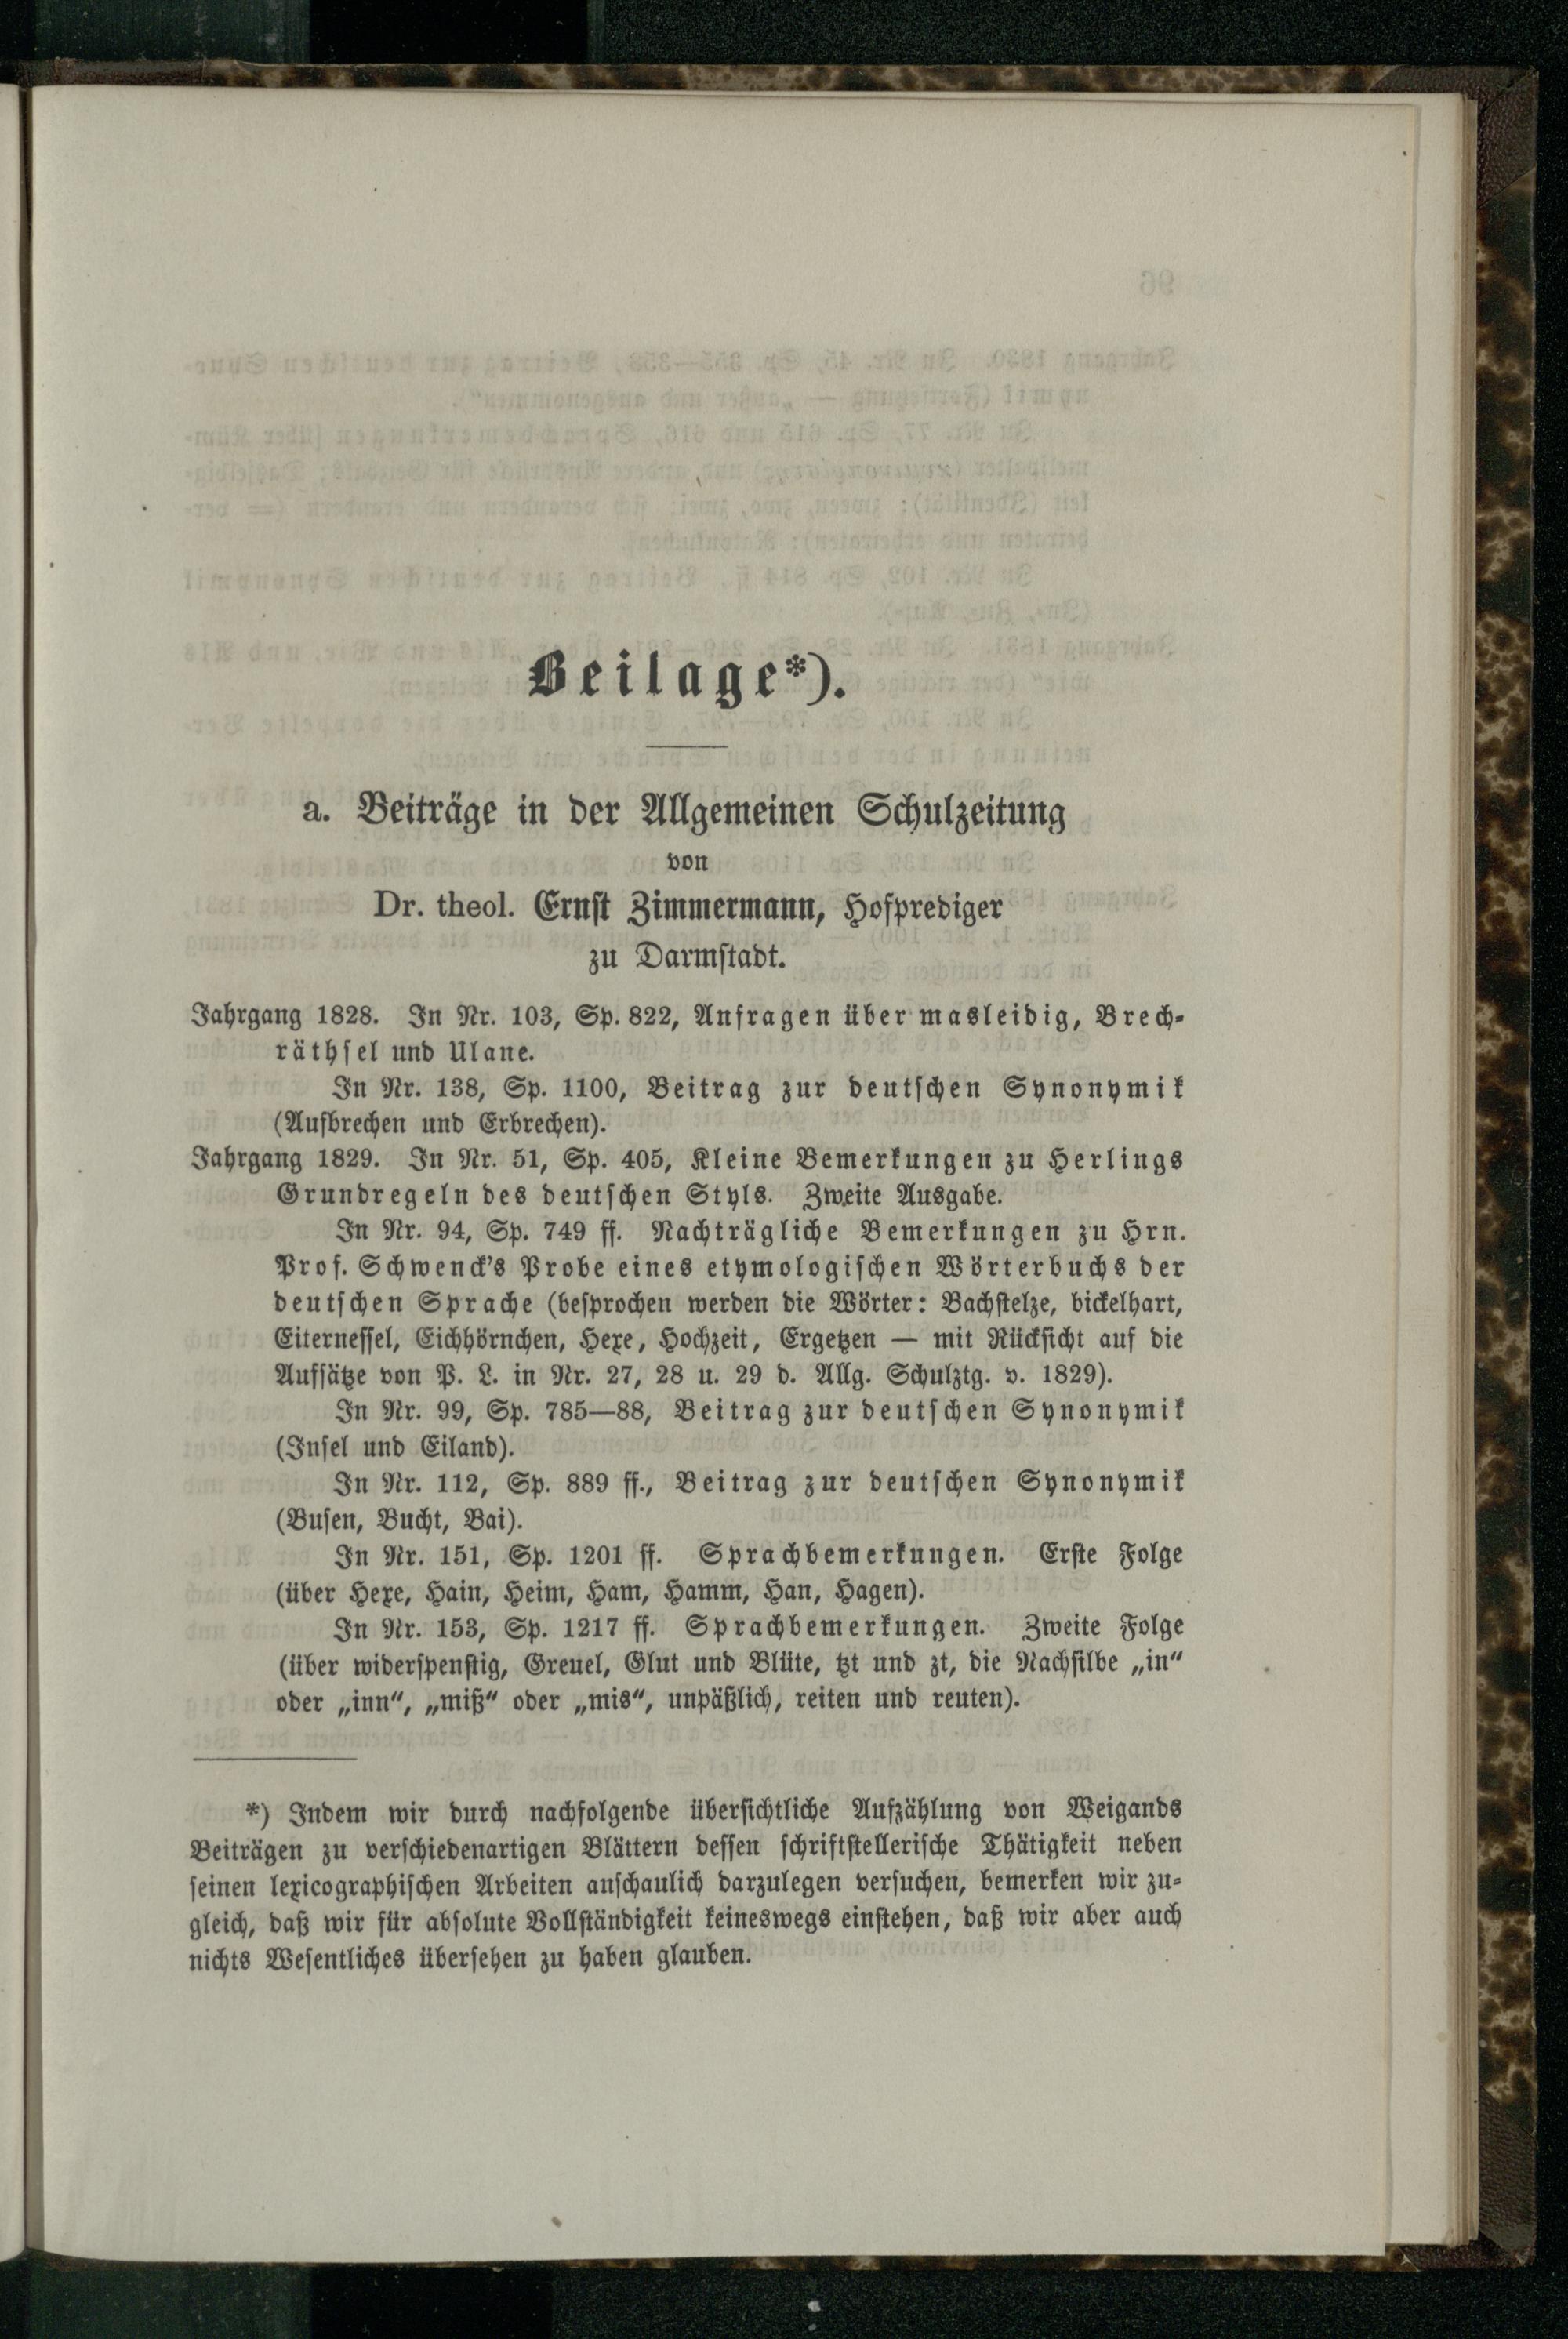 Beilage*).
a. Beiträge in der Allgemeinen Schulzeitung
von
Dr. theol. Ernst Zimmermann, Hofprediger
zu Darmstadt.
Jahrgang 1828. In Nr. 103, Sp. 822, Anfragen über masleidig, Brech-
räthsel und Ulane.
In Nr. 138, Sp. 1100, Beitrag zur deutschen Synonymik
(Aufbrechen und Erbrechen).
Jahrgang 1829. In Nr. 51, Sp. 405, Kleine Bemerkungen zu Herlings
Grundregeln des deutschen Styls. Zweite Ausgabe.
In Nr. 94, Sp. 749 ff. Nachträgliche Bemerkungen zu Hrn.
Prof. Schwenck's Probe eines etymologischen Wörterbuchs der
deutschen Sprache (besprochen werden die Wörter: Bachstelze, bickelhart,
Eiternessel, Eichhörnchen, Hexe, Hochzeit, Ergetzen — mit Rücksicht auf die
Aufsätze von P. L. in Nr. 27, 28 u. 29 d. Allg. Schulztg. v. 1829).
In Nr. 99, Sp. 785—88, Beitrag zur deutschen Synonymik
(Insel und Eiland).
In Nr. 112, Sp. 889 ff., Beitrag zur deutschen Synonymik
(Busen, Bucht, Bai).
In Nr. 151, Sp. 1201 ff. Sprachbemerkungen. Erste Folge
(über Hexe, Hain, Heim, Ham, Hamm, Han, Hagen).
In Nr. 153, Sp. 1217 ff. Sprachbemerkungen. Zweite Folge
(über widerspenstig, Greuel, Glut und Blüte, tzt und zt, die Nachsilbe „in“
oder „inn“, „miß“ oder „mis“, unpäßlich, reiten und reuten).
*) Indem wir durch nachfolgende übersichtliche Aufzählung von Weigands
Beiträgen zu verschiedenartigen Blättern dessen schriftstellerische Thätigkeit neben
seinen lexicographischen Arbeiten anschaulich darzulegen versuchen, bemerken wir zu-
gleich, daß wir für absolute Vollständigkeit keineswegs einstehen, daß wir aber auch
nichts Wesentliches übersehen zu haben glauben.